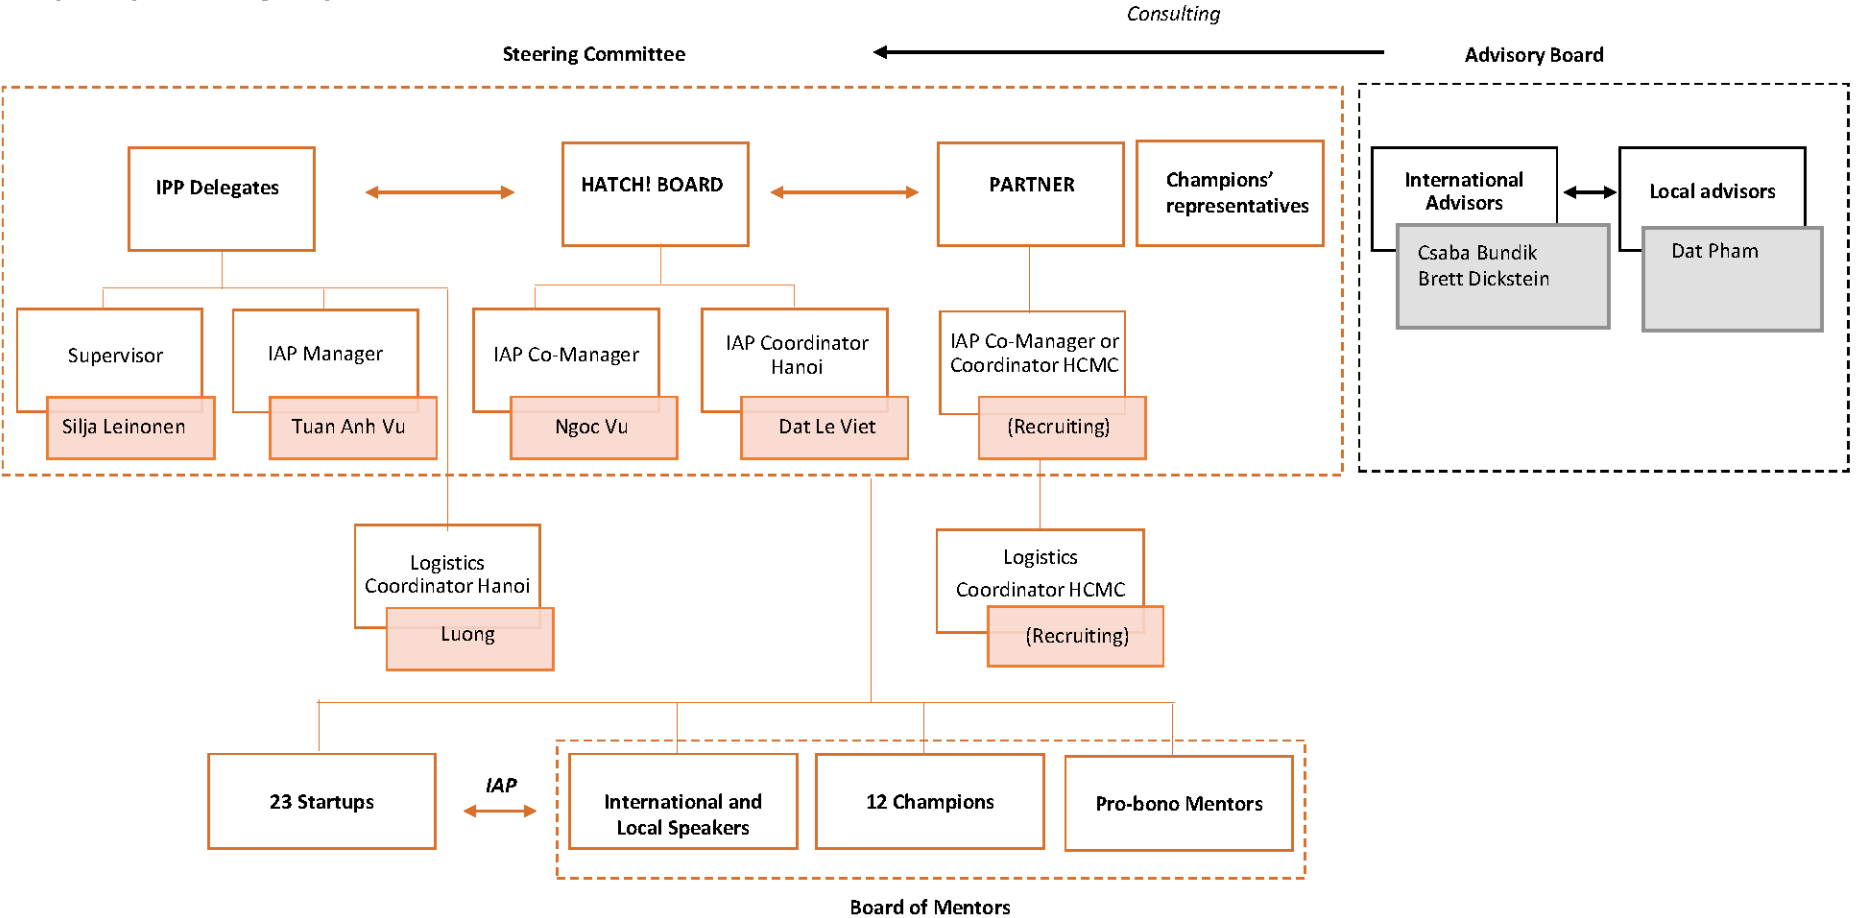 Consulting
Steering Committee
Advisory Board
IPP Delegates
HATCH! BOARD
PARTNER
Champions’
representatives
International
Advisors
Local advisors
Csaba Bundik
Brett Dickstein
Dat Pham
Supervisor
IAP Manager
IAP Co-Manager
IAP Coordinator
Hanoi
IAP Co-Manager or
Coordinator HCMC
Silja Leinonen
Tuan Anh Vu
Ngoc Vu
Dat Le Viet
(Recruiting)
Logistics
Coordinator Hanoi
Luong
Logistics
Coordinator HCMC
(Recruiting)
23 Startups
IAP
International and
Local Speakers
12 Champions
Pro-bono Mentors
Board of Mentors